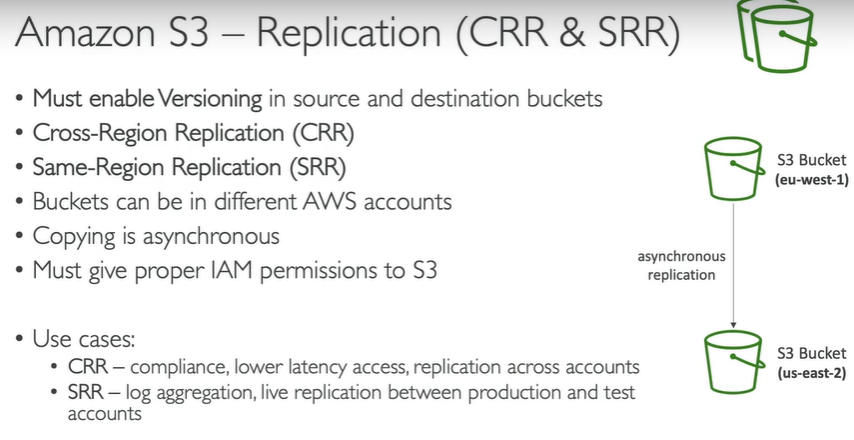 Amazon S3 – Replication (CRR & SRR)
• Must enable Versioning in source and destination buckets
• Cross-Region Replication (CRR)
• Same-Region Replication (SRR)
• Buckets can be in different AWS accounts
• Copying is asynchronous
• Must give proper IAM permissions to S3
• Use cases:
• CRR – compliance, lower latency access, replication across accounts
• SRR – log aggregation, live replication between production and test
accounts
S3 Bucket
(eu-west-1)
asynchronous
replication
S3 Bucket
(us-east-2)